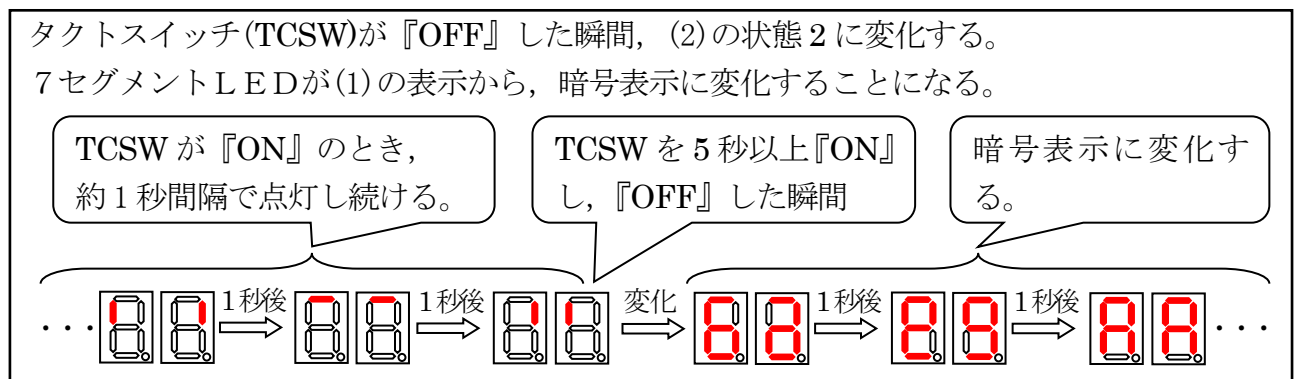 タクトスイッチ(TCSW)が『OFF』した瞬間，(2)の状態２に変化する。
７セグメントＬＥＤが(1)の表示から，暗号表示に変化することになる。
TCSW が『ON』のとき，
約１秒間隔で点灯し続ける。
TCSW を５秒以上『ON』
し，『OFF』した瞬間
暗号表示に変化す
る。
･･･ 1秒後 1秒後 変化 1秒後 1秒後 ･･･